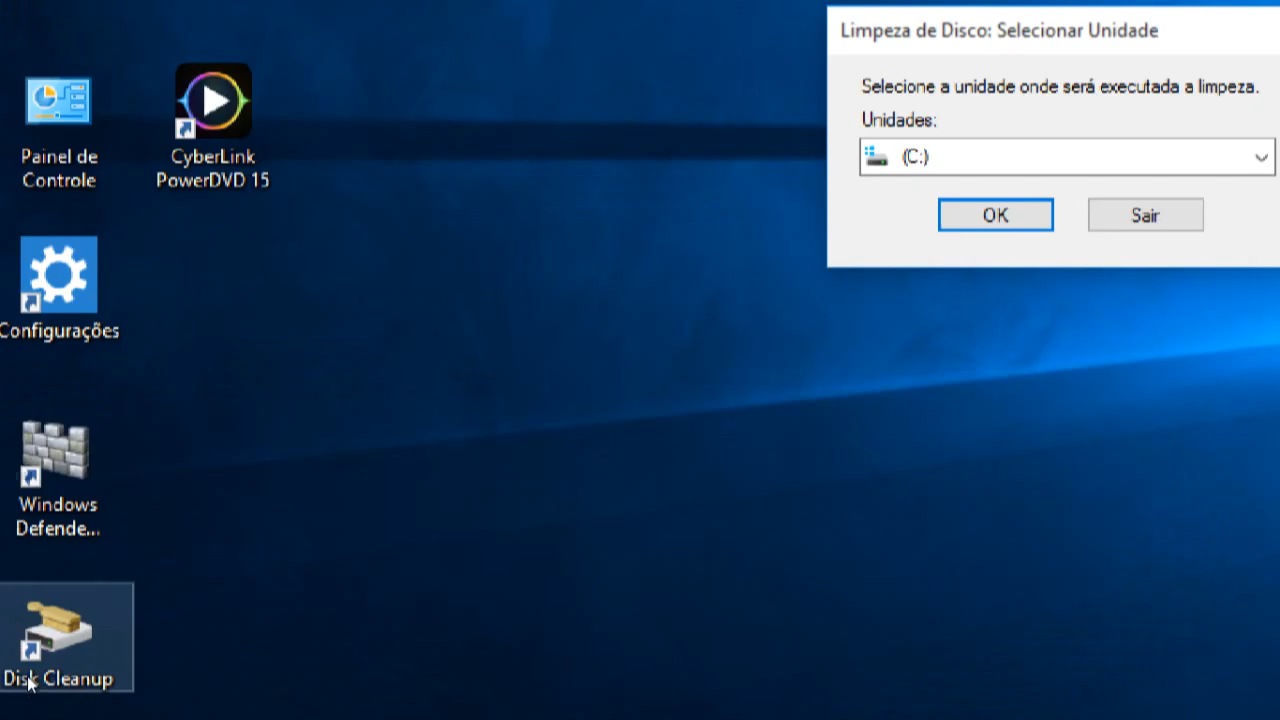 Limpeza de Disco: Selecionar Unidade
Selecione a unidade onde será executada a limpeza.
Unidades:
(C:)
OK Sair
Painel de
Controle
CyberLink
PowerDVD 15
Configurações
Windows
Defende...
Disk Cleanup